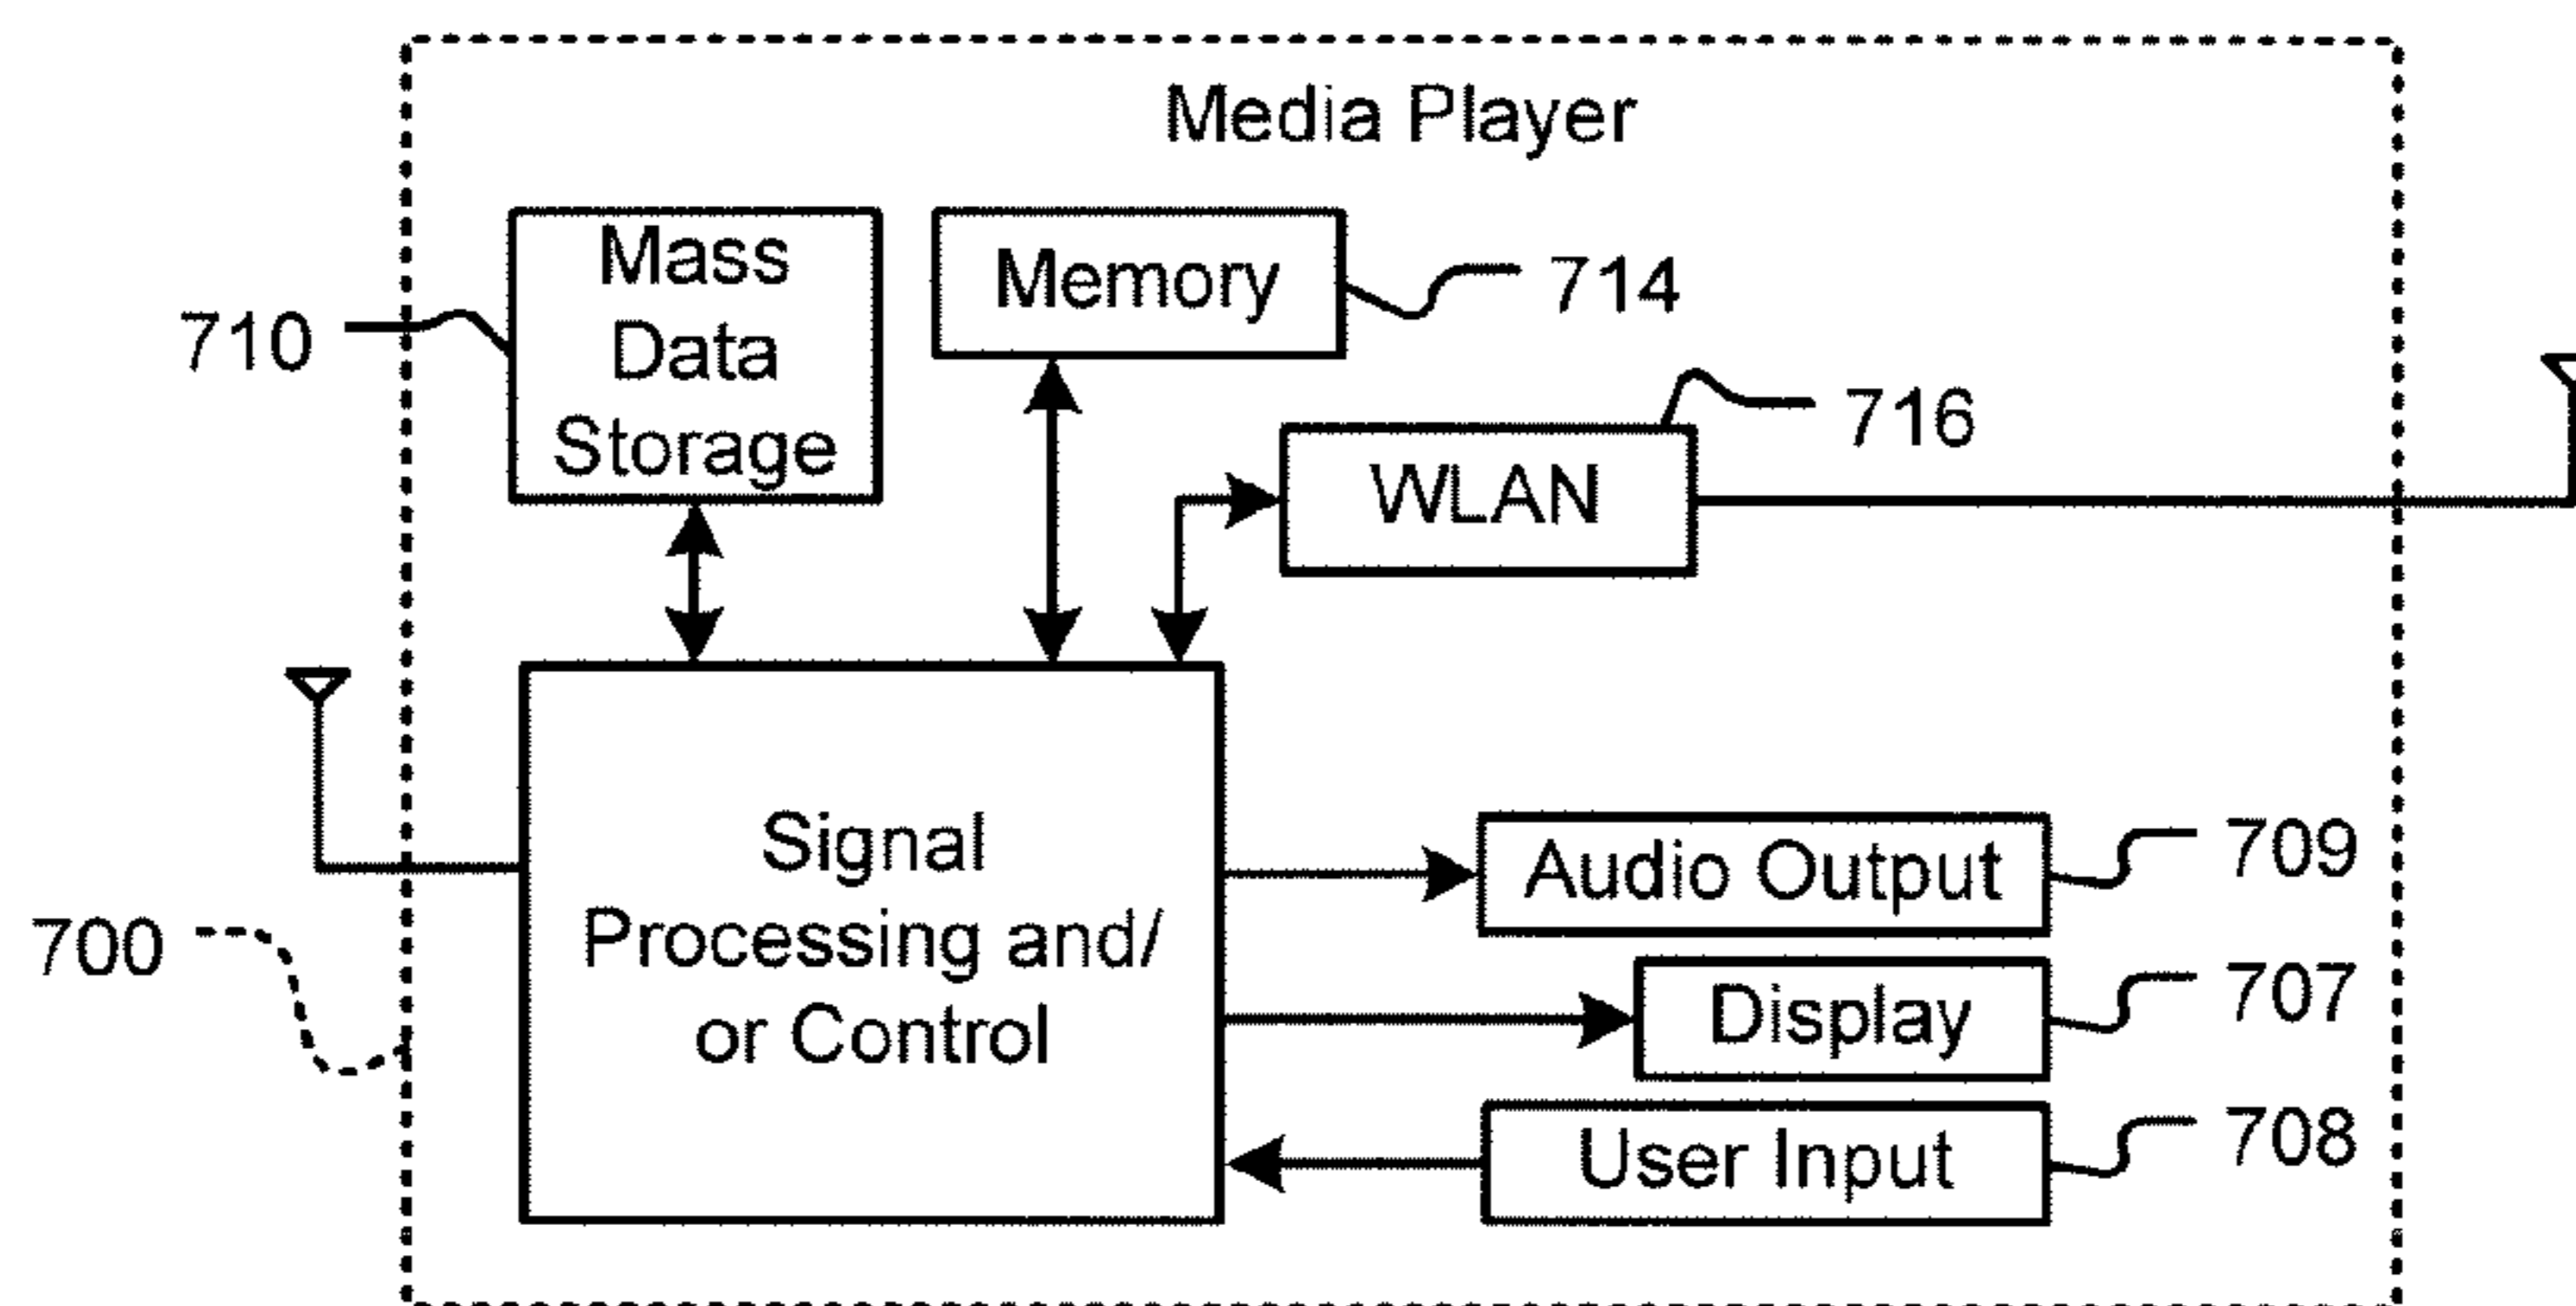 Media Player
Mass
Data
Storage
710
Memory
714
WLAN
716
Signal
Processing and/
or Control
700
Audio Output
709
Display
707
User Input
708